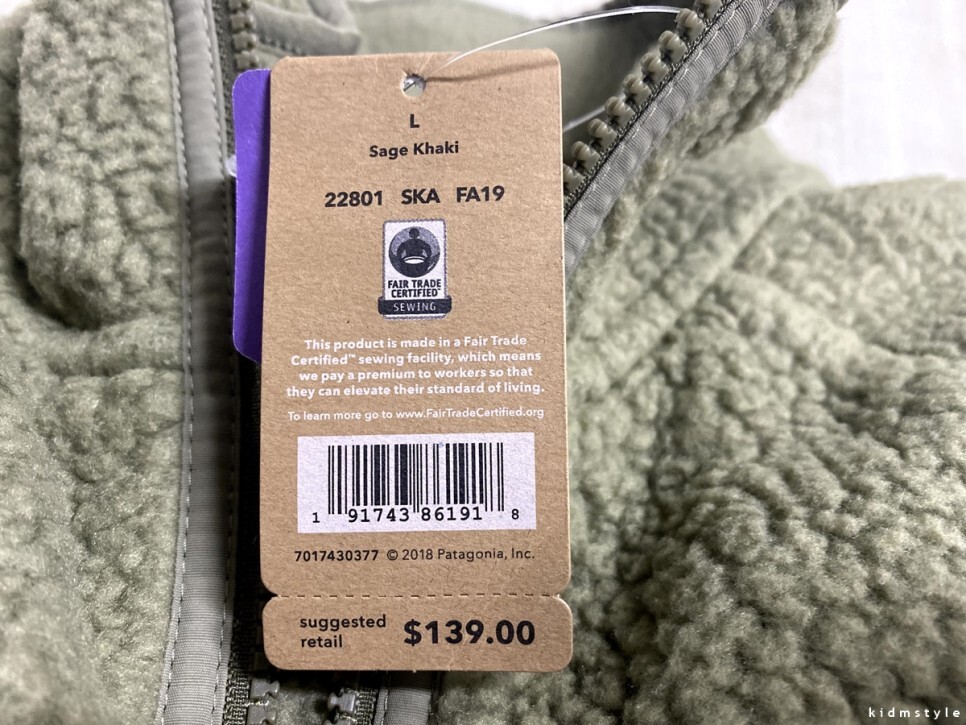 L
Sage Khaki
22801 SKA FA19
FAIR TRADE
CERTIFIED™
SEWING
This product is made in a Fair Trade
Certified™ sewing facility, which means
we pay a premium to workers so that
they can elevate their standard of living.
To learn more go to www.FairTradeCertified.org
1 91743 86191 8
7017430377 © 2018 Patagonia, Inc.
suggested
retail
$139.00
kidmstyle